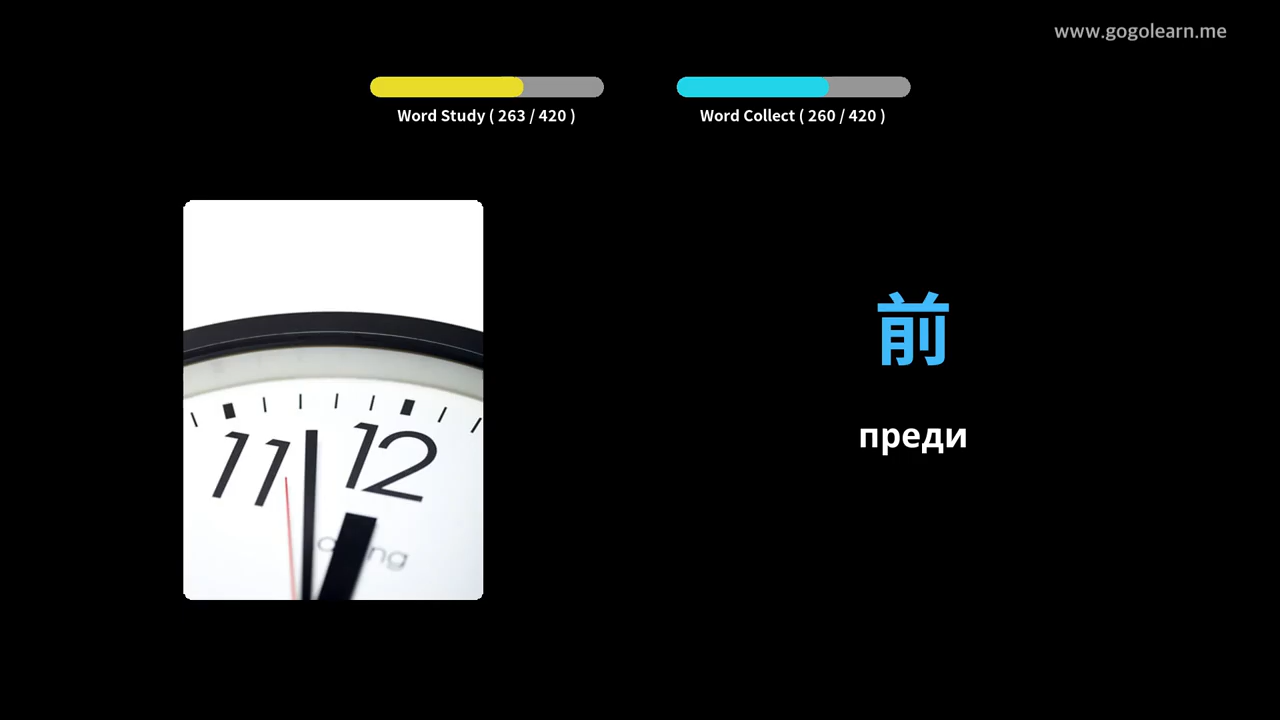 www.gogolearn.me
Word Study ( 263 / 420 )
Word Collect ( 260 / 420 )
11 12
前
преди